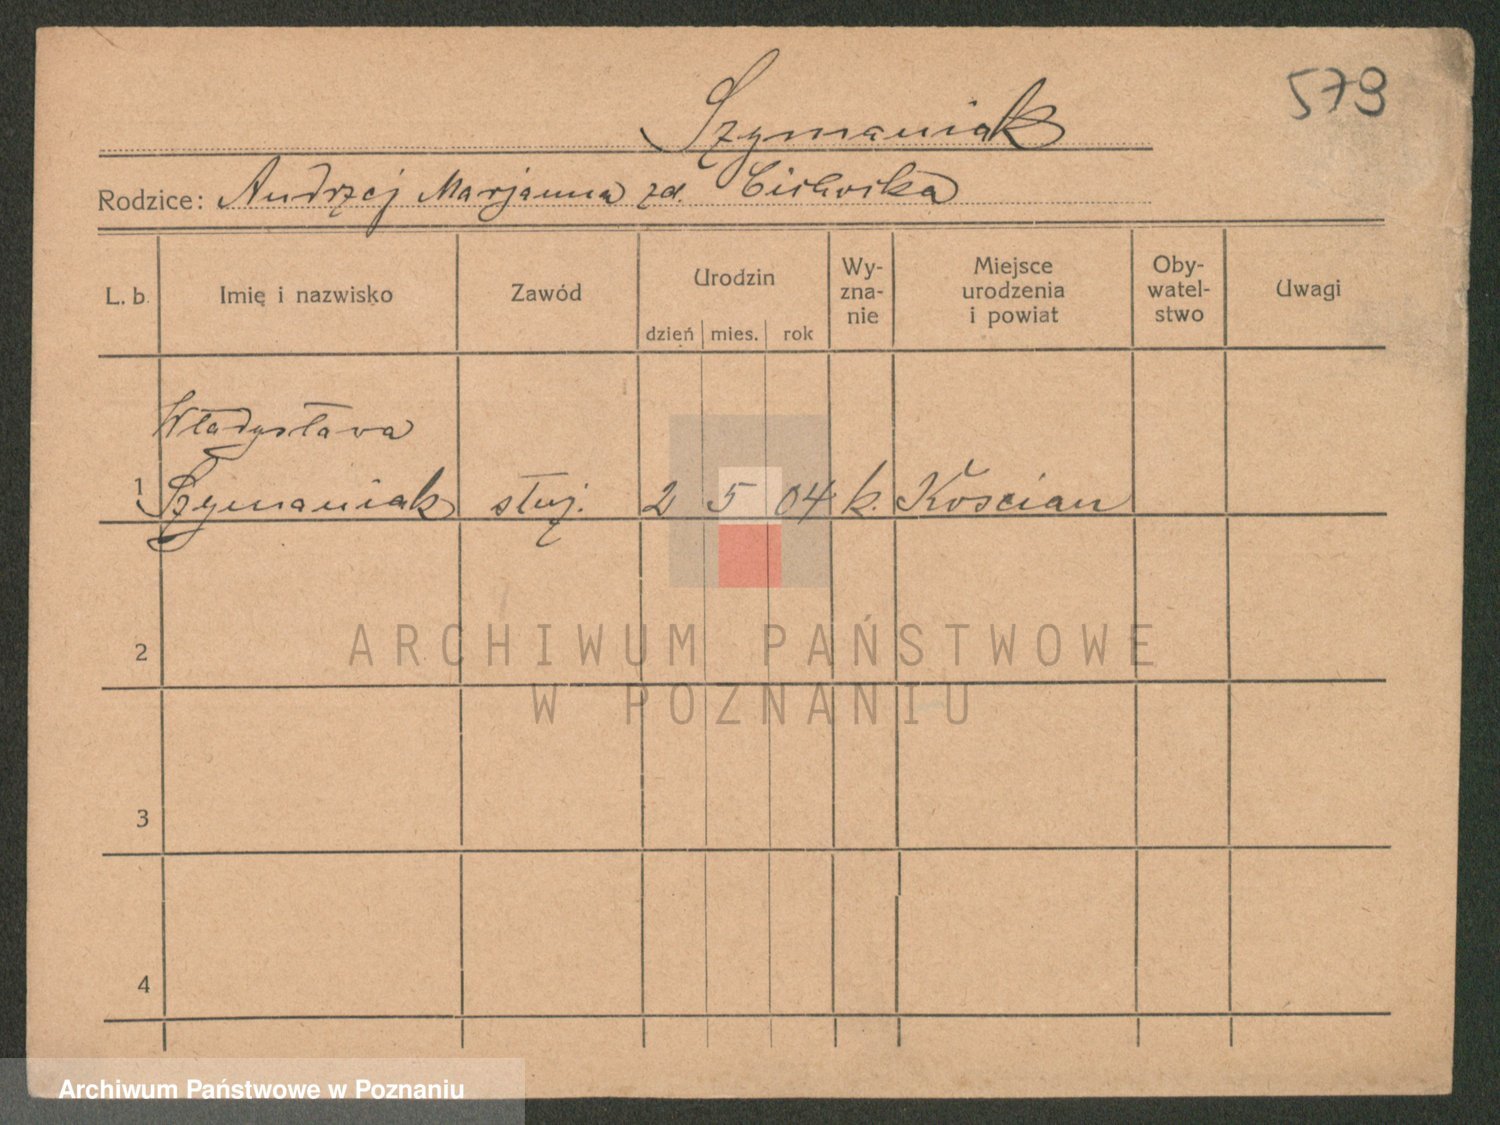 579
Szymaniak
Rodzice: Andrzej Marjanna zd. Cichocka
L. b. Imię i nazwisko Zawód Urodzin dzień mies. rok Wy-zna-nie Miejsce urodzenia i powiat Oby-watel-stwo Uwagi
Władysława
1 Szymaniak służ. 2 5 04 k. Kościan
2
ARCHIWUM PAŃSTWOWE
W POZNANIU
3
4
Archiwum Państwowe w Poznaniu